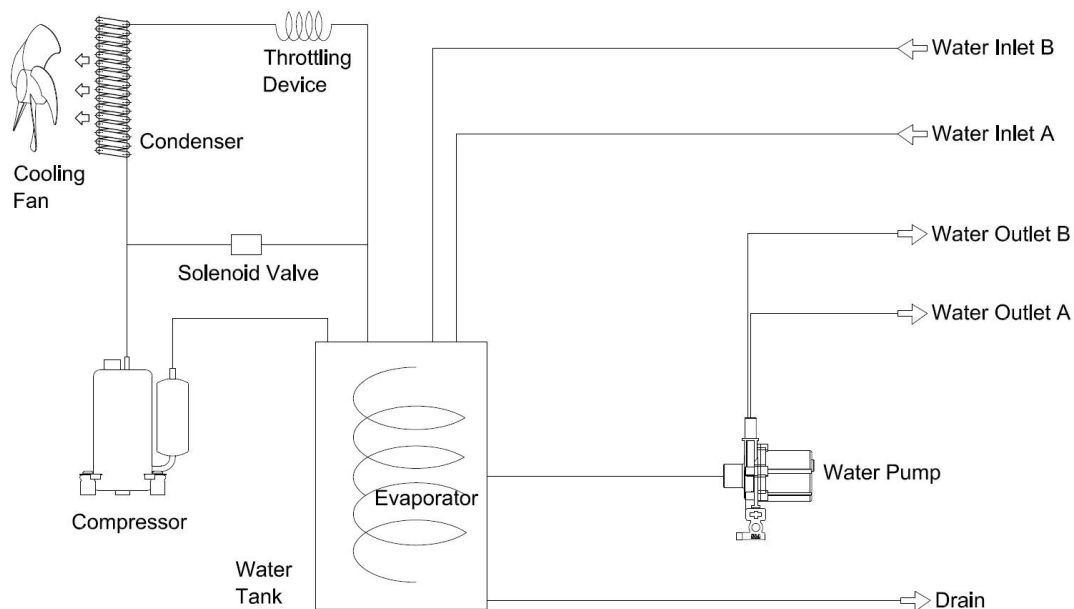 Water Inlet B
Throttling
Device
Water Inlet A
Condenser
Cooling
Fan
Water Outlet B
Solenoid Valve
Water Outlet A
Water Pump
Evaporator
Compressor
Water
Tank
Drain